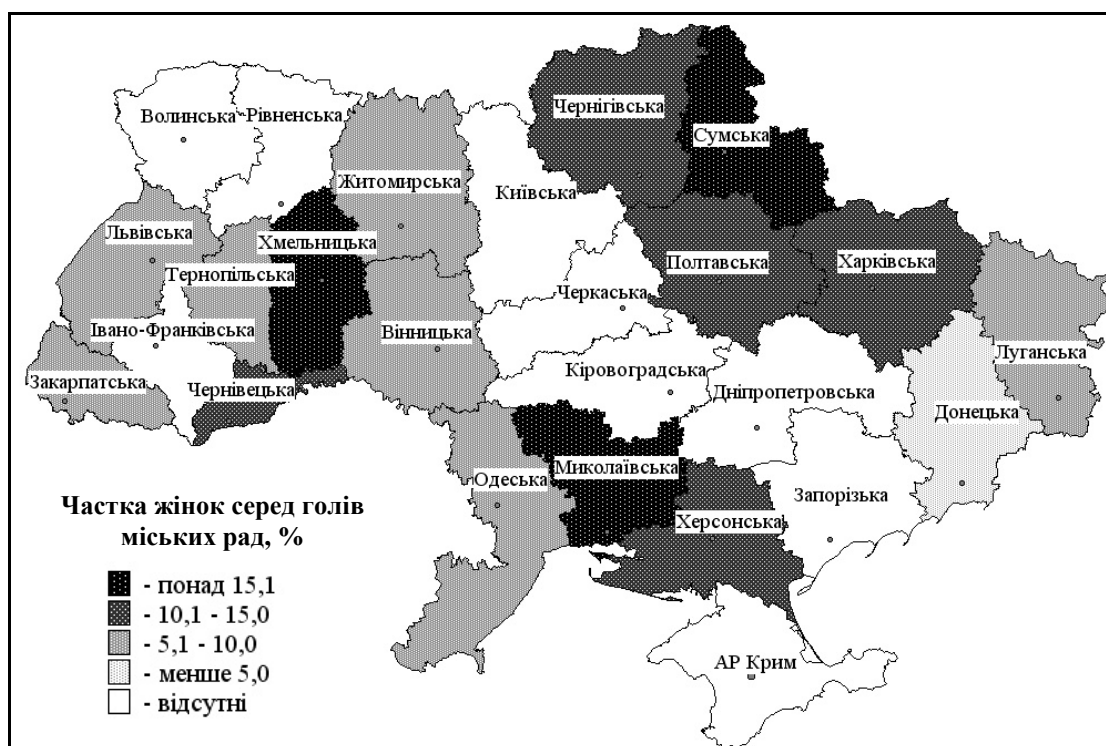 Волинська
Рівненська
Чернігівська
Сумська
Житомирська
Київська
Львівська
Хмельницька
Тернопільська
Полтавська
Харківська
Черкаська
Івано-Франківська
Вінницька
Луганська
Закарпатська
Чернівецька
Кіровоградська
Дніпропетровська
Донецька
Миколаївська
Одеська
Запорізька
Херсонська
АР Крим
Частка жінок серед голів
міських рад, %
- понад 15,1
- 10,1 - 15,0
- 5,1 - 10,0
- менше 5,0
- відсутні